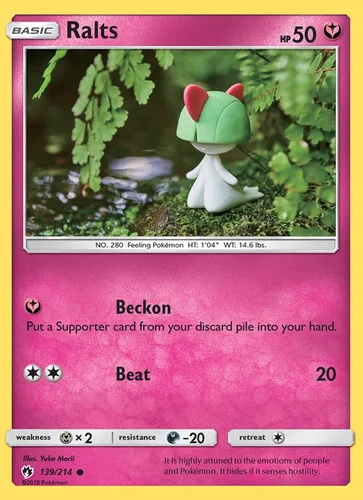 BASIC Ralts HP 50
NO. 280 Feeling Pokémon HT: 1'04" WT: 14.6 lbs.
Beckon
Put a Supporter card from your discard pile into your hand.
Beat 20
weakness ×2 resistance -20 retreat
Illus. Yuka Morii
139/214
©2018 Pokémon
It is highly attuned to the emotions of people
and Pokémon. It hides if it senses hostility.